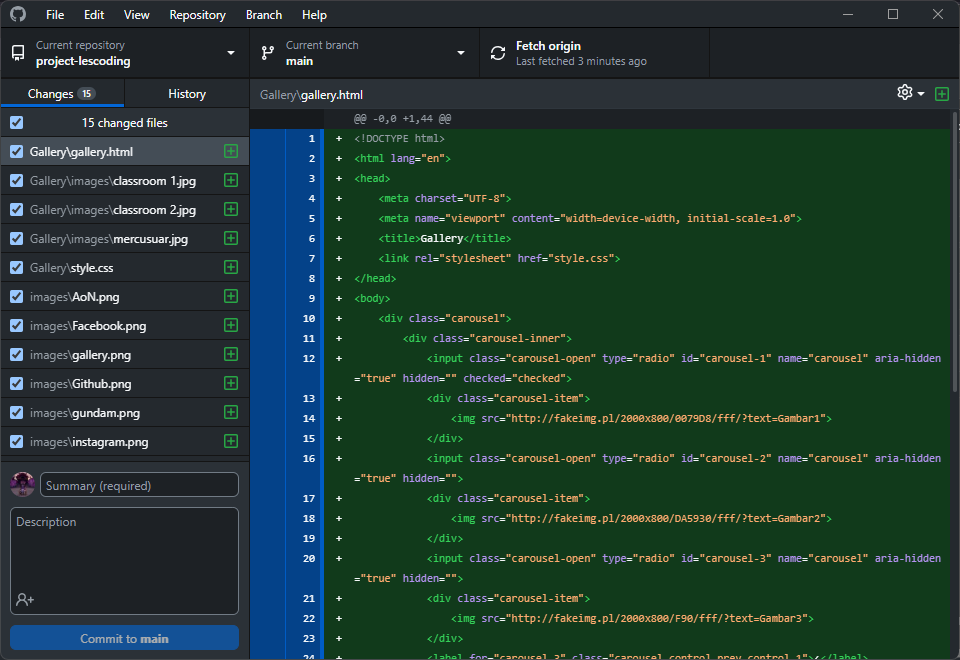 File Edit View Repository Branch Help
Current repository
project-lescoding
Current branch
main
Fetch origin
Last fetched 3 minutes ago
Changes 15
History
15 changed files
Gallery\gallery.html
Gallery\images\classroom 1.jpg
Gallery\images\classroom 2.jpg
Gallery\images\mercusuar.jpg
Gallery\style.css
images\AoN.png
images\Facebook.png
images\gallery.png
images\Github.png
images\gundam.png
images\instagram.png
Summary (required)
Description
Commit to main
Gallery\gallery.html
@@ -0,0 +1,44 @@
1 + <!DOCTYPE html>
2 + <html lang="en">
3 + <head>
4 + <meta charset="UTF-8">
5 + <meta name="viewport" content="width=device-width, initial-scale=1.0">
6 + <title>Gallery</title>
7 + <link rel="stylesheet" href="style.css">
8 + </head>
9 + <body>
10 + <div class="carousel">
11 + <div class="carousel-inner">
12 + <input class="carousel-open" type="radio" id="carousel-1" name="carousel" aria-hidden
="true" hidden="" checked="checked">
13 + <div class="carousel-item">
14 + <img src="http://fakeimg.pl/2000x800/0079D8/fff/?text=Gambar1">
15 + </div>
16 + <input class="carousel-open" type="radio" id="carousel-2" name="carousel" aria-hidden
="true" hidden="">
17 + <div class="carousel-item">
18 + <img src="http://fakeimg.pl/2000x800/DA5930/fff/?text=Gambar2">
19 + </div>
20 + <input class="carousel-open" type="radio" id="carousel-3" name="carousel" aria-hidden
="true" hidden="">
21 + <div class="carousel-item">
22 + <img src="http://fakeimg.pl/2000x800/F90/fff/?text=Gambar3">
23 + </div>
24 + <label for="carousel-3" class="carousel-control prev control-1">‹</label>